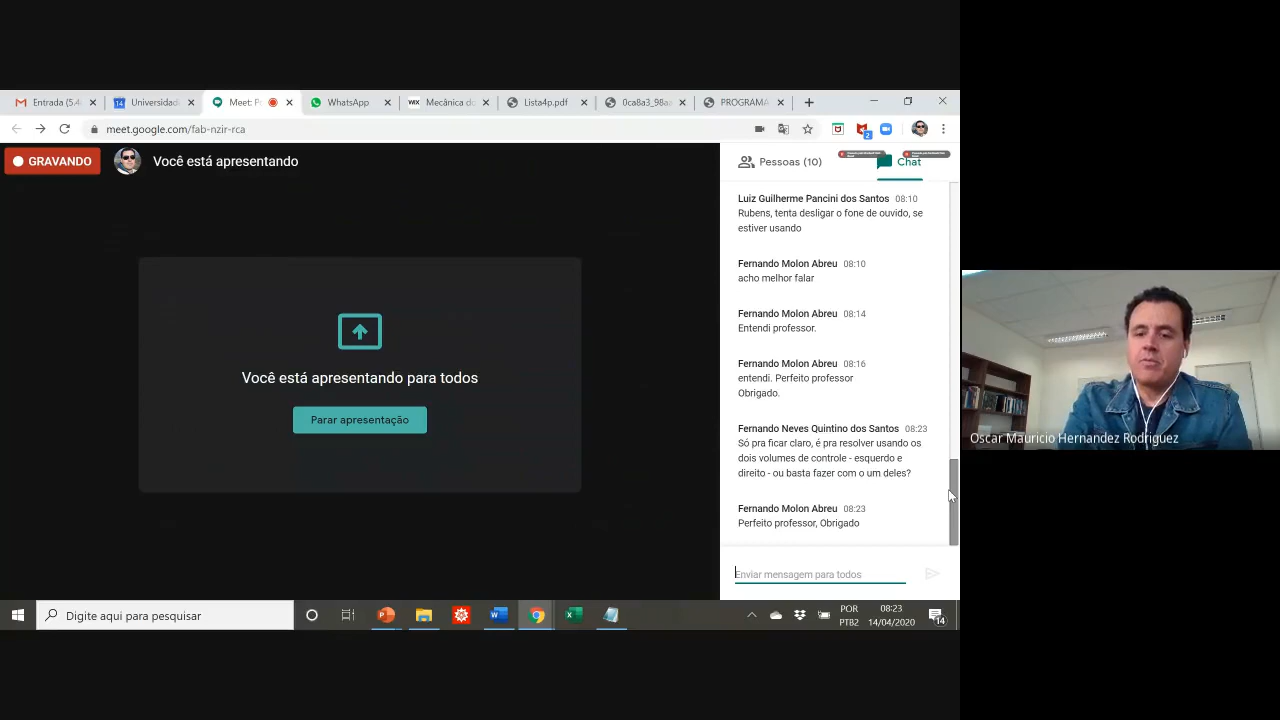 Entrada (5.4
Universidad
Meet: P
WhatsApp
Mecânica do
Lista4p.pdf
0ca8a3_98a
PROGRAMA
meet.google.com/fab-nzir-rca
GRAVANDO
Você está apresentando
Pessoas (10)
Chat
Luiz Guilherme Pancini dos Santos 08:10
Rubens, tenta desligar o fone de ouvido, se
estiver usando
Fernando Molon Abreu 08:10
acho melhor falar
Fernando Molon Abreu 08:14
Entendi professor.
Fernando Molon Abreu 08:16
entendi. Perfeito professor
Obrigado.
Fernando Neves Quintino dos Santos 08:23
Só pra ficar claro, é pra resolver usando os
dois volumes de controle - esquerdo e
direito - ou basta fazer com o um deles?
Fernando Molon Abreu 08:23
Perfeito professor, Obrigado
Enviar mensagem para todos
Você está apresentando para todos
Parar apresentação
Oscar Mauricio Hernandez Rodriguez
Digite aqui para pesquisar
POR
PTB2
08:23
14/04/2020
14